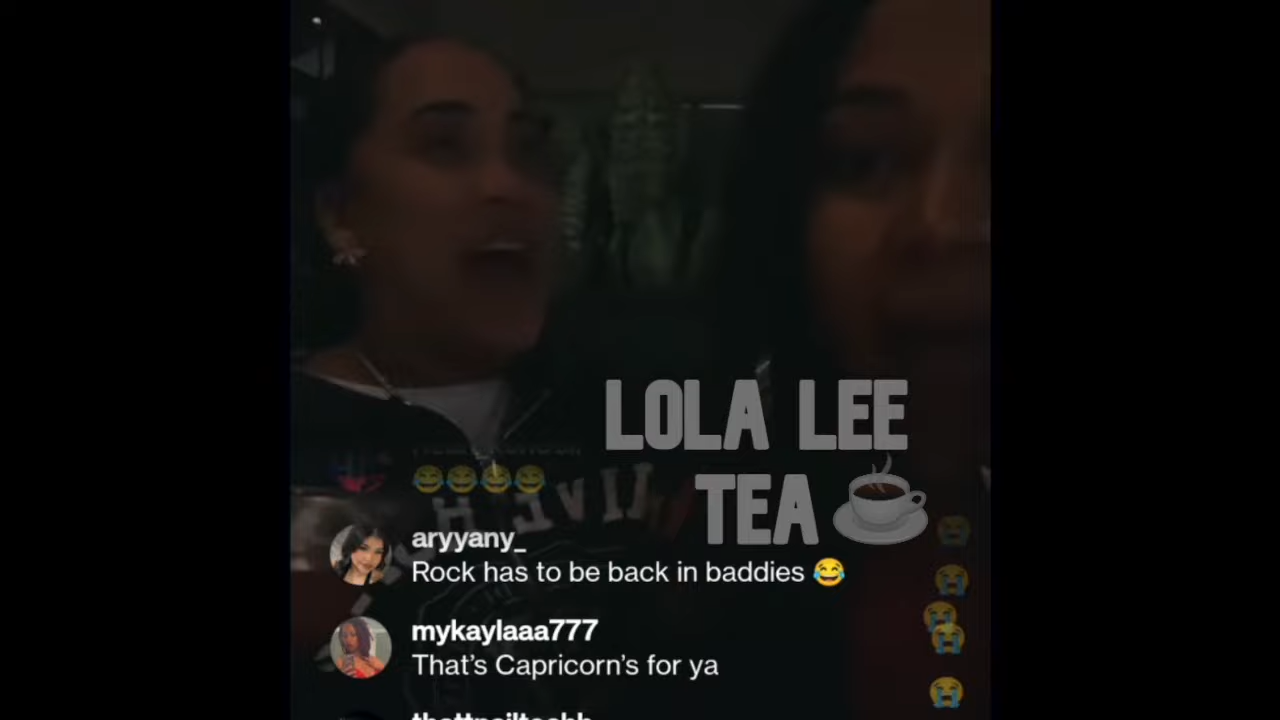 LOLA LEE
TEA
😂😂😂😂
aryyany_
Rock has to be back in baddies 😂
mykaylaaa777
That's Capricorn's for ya